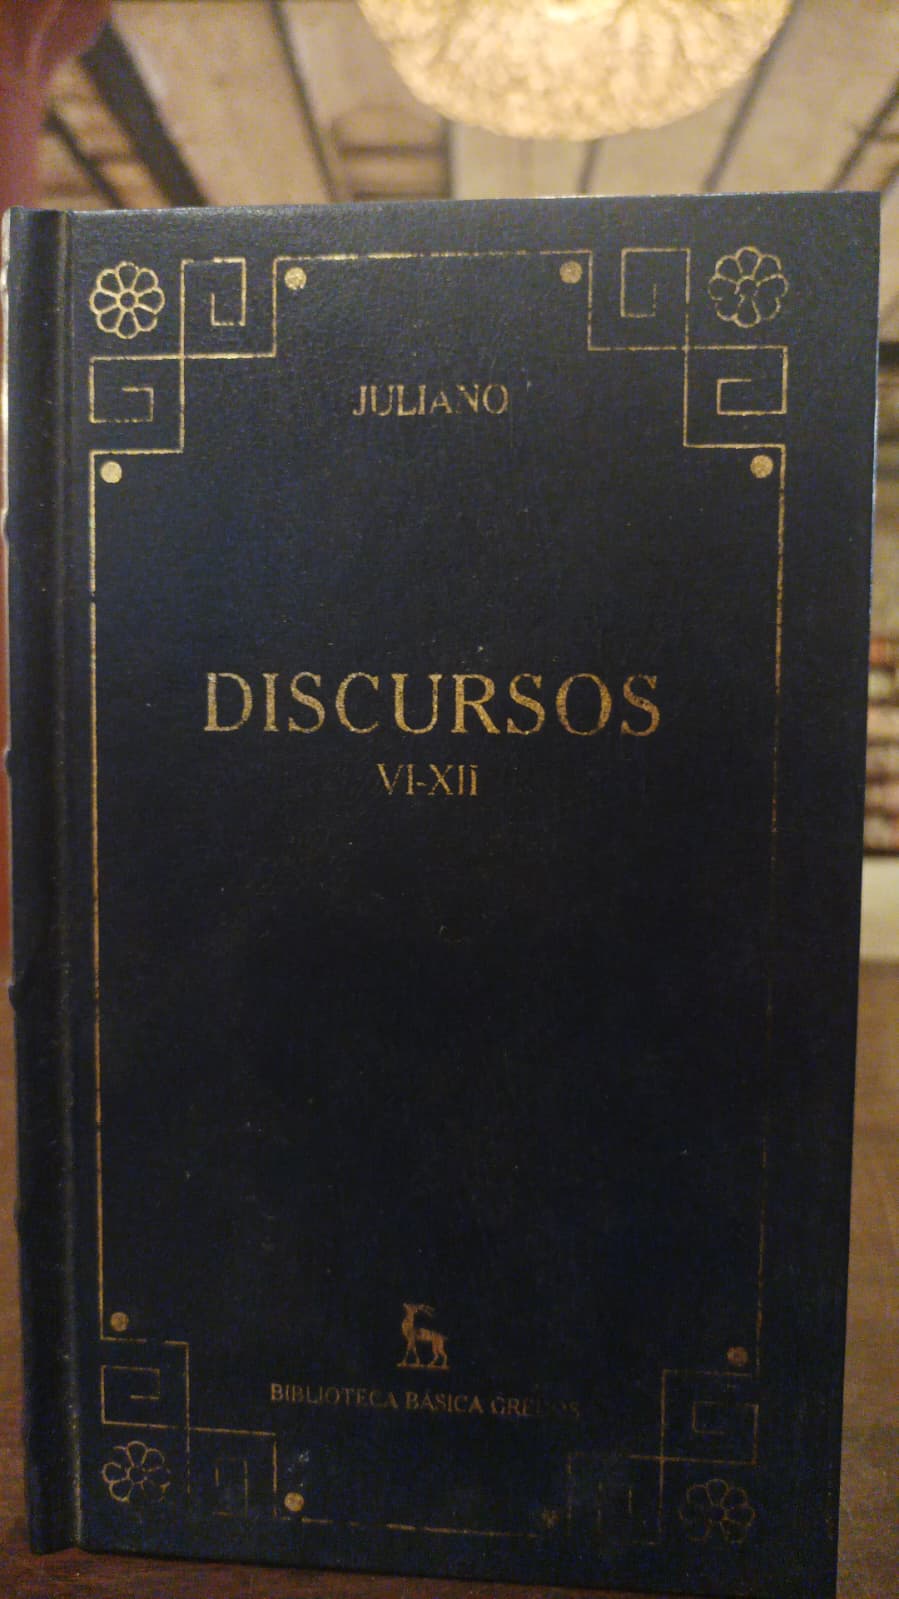 JULIANO
DISCURSOS
VI-XII
BIBLIOTECA BÁSICA GREDOS